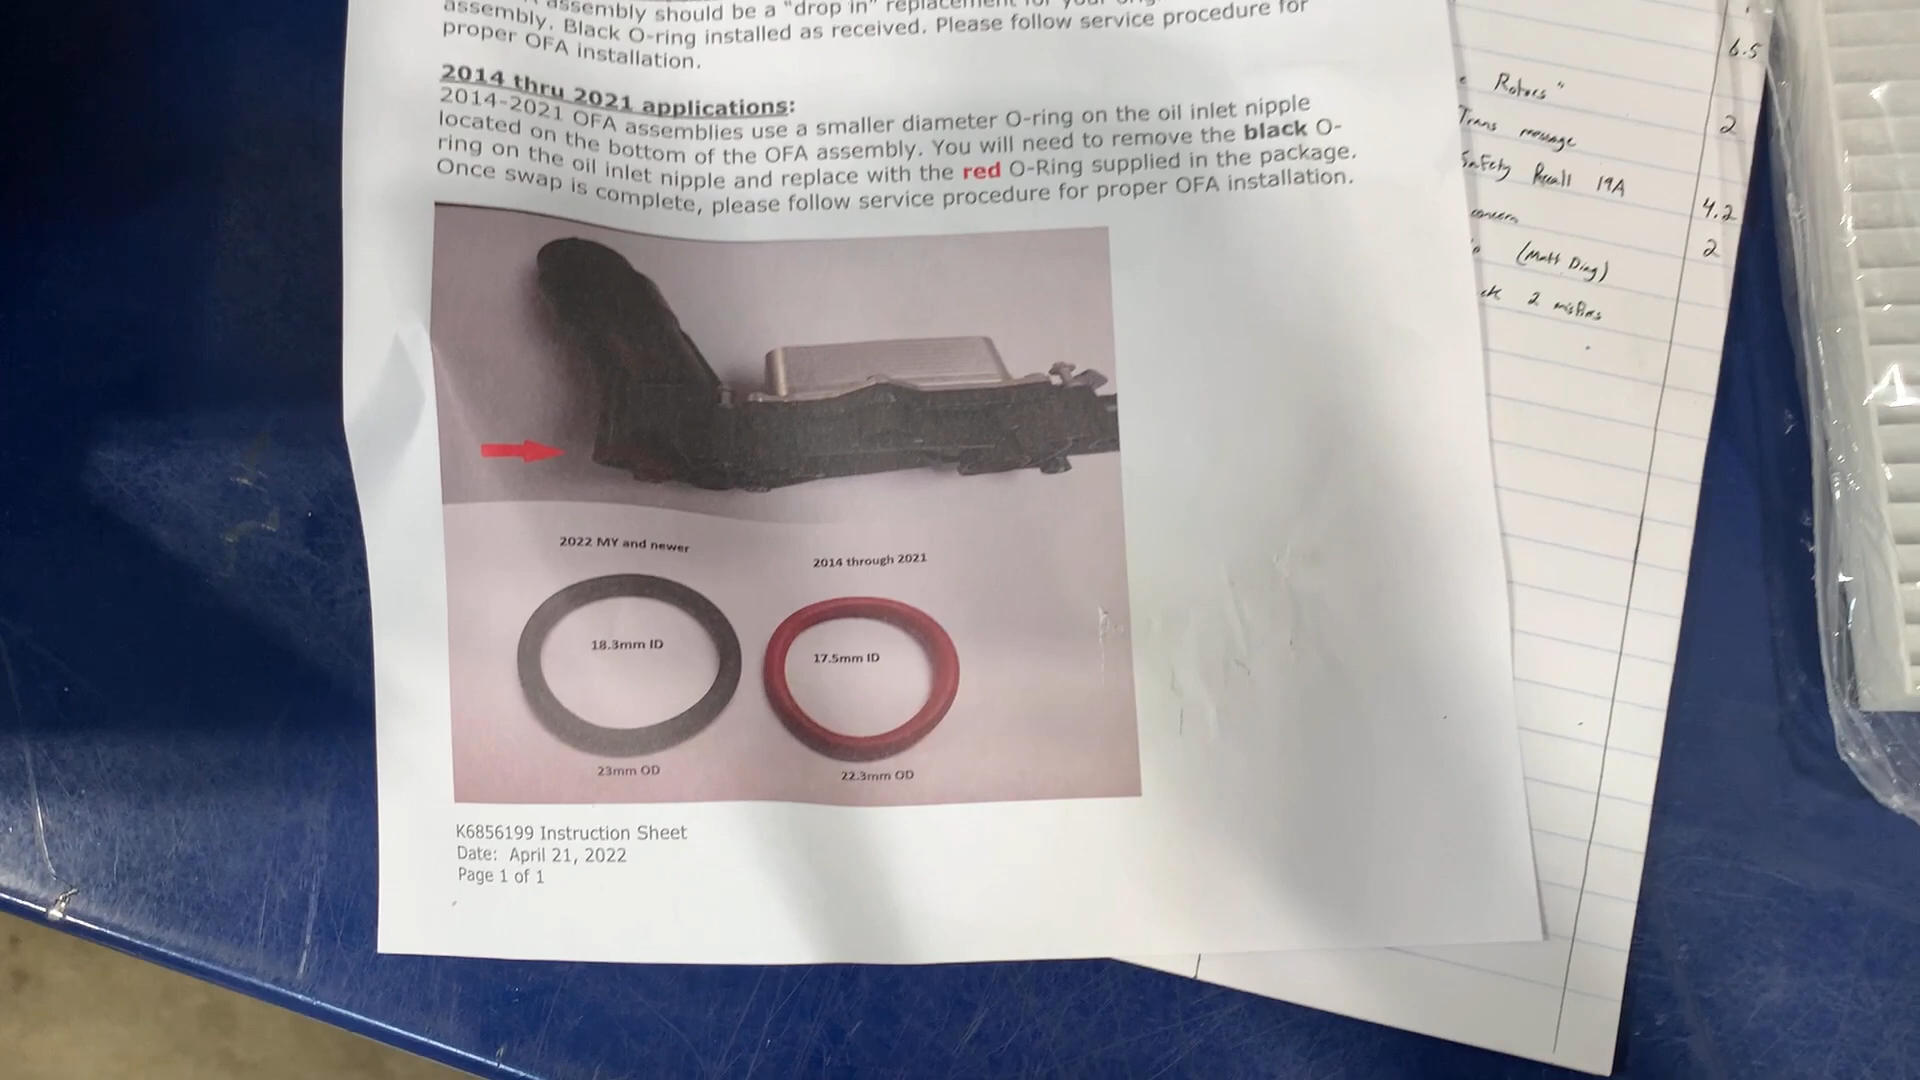 assembly should be a "drop in" replacement for your
assembly. Black O-ring installed as received. Please follow service procedure for
proper OFA installation.
2014 thru 2021 applications:
2014-2021 OFA assemblies use a smaller diameter O-ring on the oil inlet nipple
located on the bottom of the OFA assembly. You will need to remove the black O-
ring on the oil inlet nipple and replace with the red O-Ring supplied in the package.
Once swap is complete, please follow service procedure for proper OFA installation.
2022 MY and newer
2014 through 2021
18.3mm ID
17.5mm ID
23mm OD
22.3mm OD
K6856199 Instruction Sheet
Date: April 21, 2022
Page 1 of 1
6.5
Rotors"
2
Trans message
Safety Recall 19A
4.2
concern
2
(Matt Diag)
2 misfires